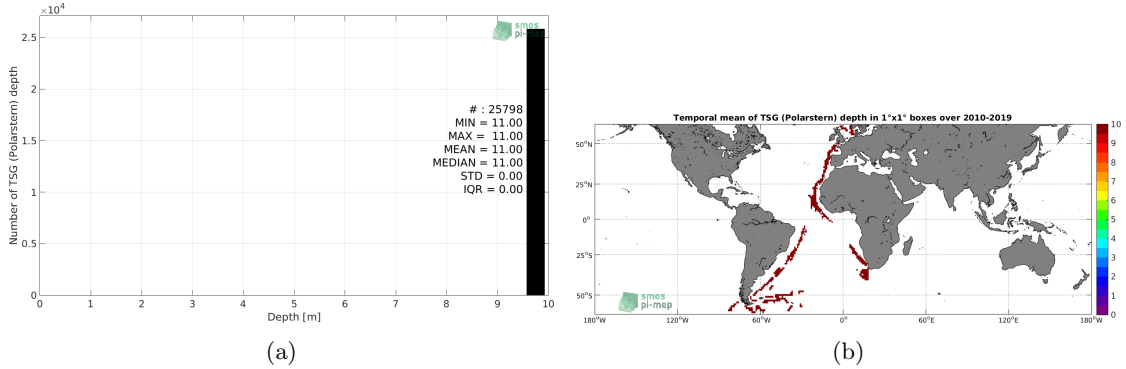 ×10⁴
2.5
2
1.5
1
0.5
0
Number of TSG (Polarstern) depth
smos
pi-mep
# : 25798
MIN = 11.00
MAX = 11.00
MEAN = 11.00
MEDIAN = 11.00
STD = 0.00
IQR = 0.00
0 1 2 3 4 5 6 7 8 9 10
Depth [m]
(a)
Temporal mean of TSG (Polarstern) depth in 1°x1° boxes over 2010-2019
50°N
25°N
0°
25°S
50°S
smos
pi-mep
180°W 120°W 60°W 0° 60°E 120°E 180°W
10
9
8
7
6
5
4
3
2
1
0
(b)